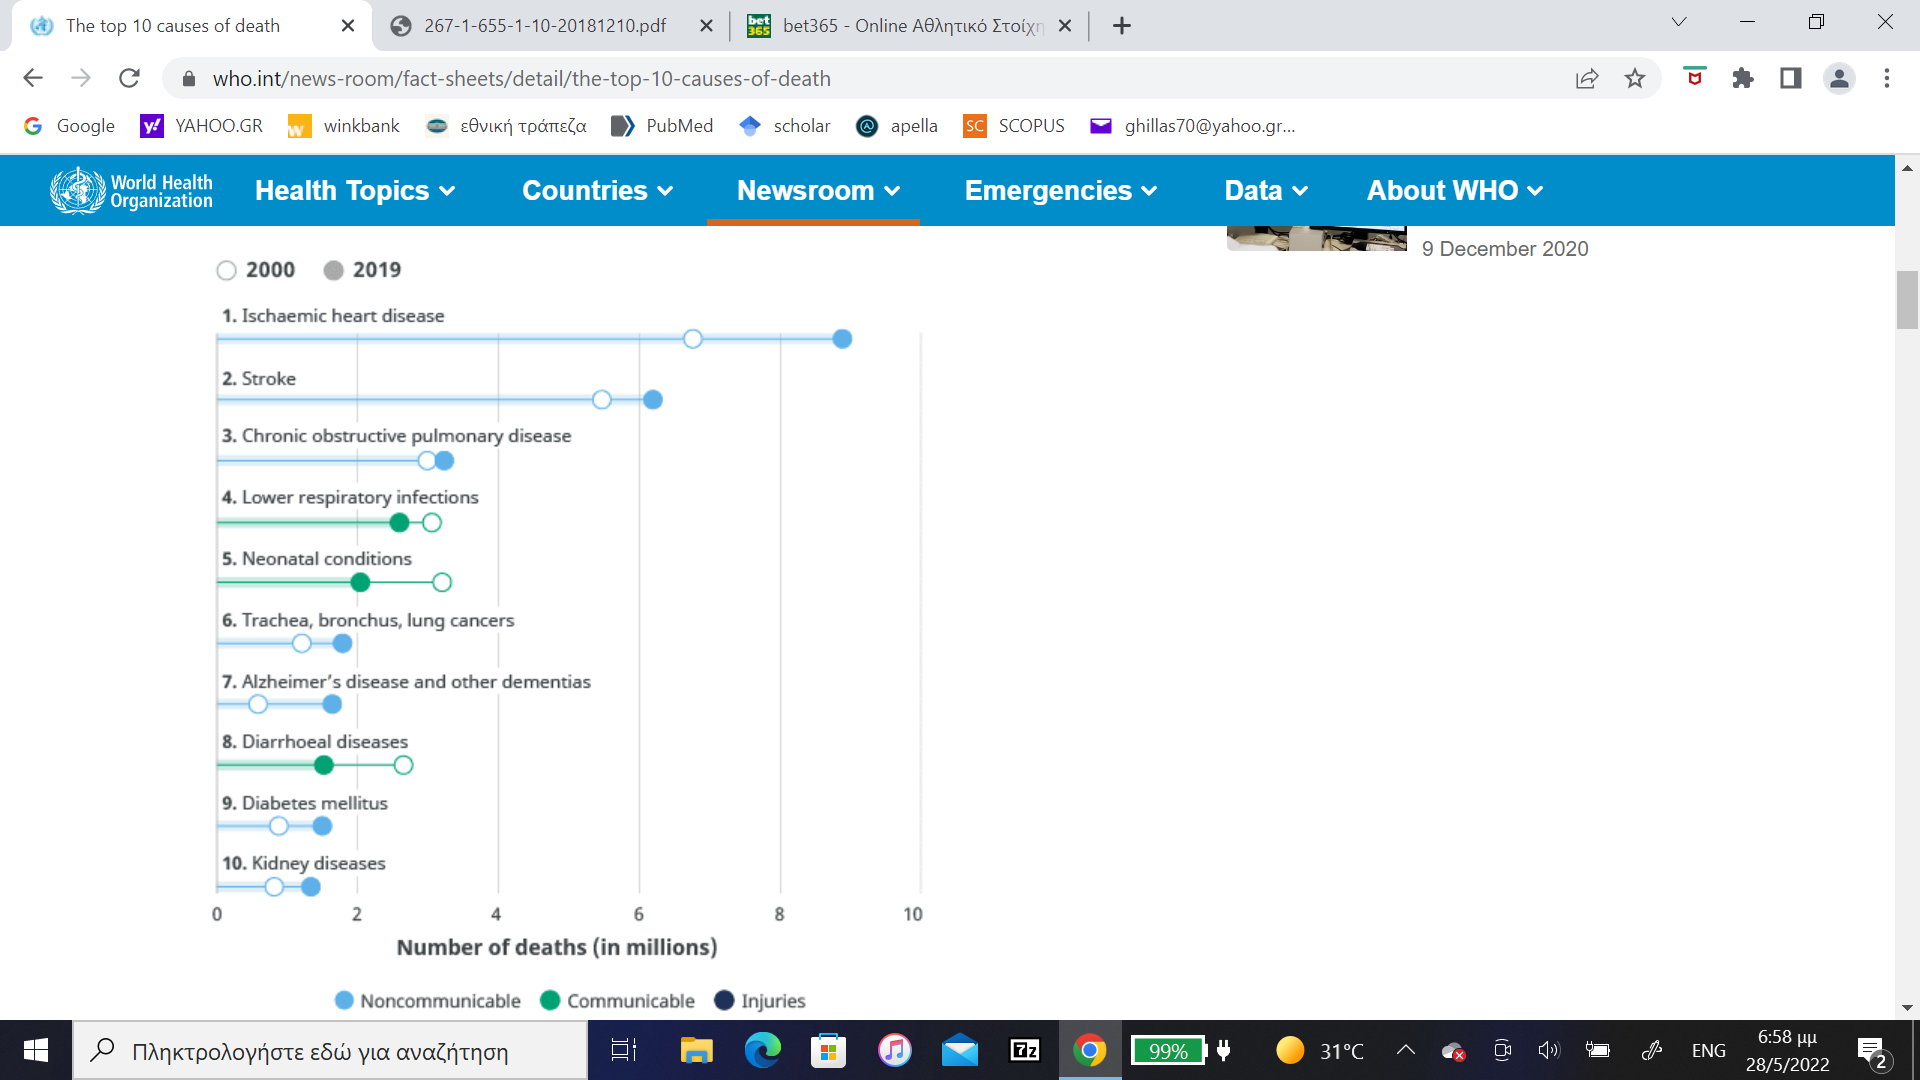 The top 10 causes of death
267-1-655-1-10-20181210.pdf
bet365 - Online Αθλητικό Στοίχη
who.int/news-room/fact-sheets/detail/the-top-10-causes-of-death
Google YAHOO.GR winkbank εθνική τράπεζα PubMed scholar apella SC SCOPUS ghillas70@yahoo.gr...
World Health Organization
Health Topics Countries Newsroom Emergencies Data About WHO
9 December 2020
2000 2019
1. Ischaemic heart disease
2. Stroke
3. Chronic obstructive pulmonary disease
4. Lower respiratory infections
5. Neonatal conditions
6. Trachea, bronchus, lung cancers
7. Alzheimer's disease and other dementias
8. Diarrhoeal diseases
9. Diabetes mellitus
10. Kidney diseases
0 2 4 6 8 10
Number of deaths (in millions)
Noncommunicable Communicable Injuries
Πληκτρολογήστε εδώ για αναζήτηση
7z
99%
31°C
ENG
6:58 μμ
28/5/2022
2